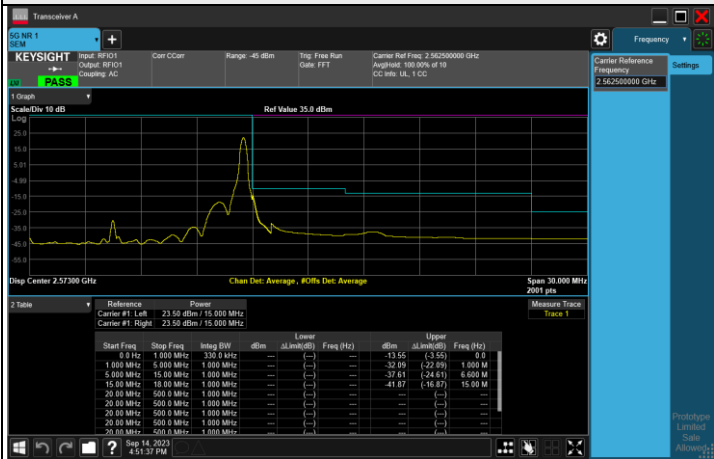 Transceiver A
5G NR 1
SEM
Frequency
KEYSIGHT
PASS
Input: RFIO1
Output: RFIO1
Coupling: AC
Corr CCorr
Range: -45 dBm
Trig: Free Run
Gate: FFT
Carrier Ref Freq: 2.562500000 GHz
Avg|Hold: 100.00% of 10
CC Info: UL, 1 CC
Carrier Reference
Frequency
2.562500000 GHz
Settings
1 Graph
Scale/Div 10 dB
Ref Value 35.0 dBm
Log
25.0
15.0
5.01
-4.99
-15.0
-25.0
-35.0
-45.0
-55.0
Disp Center 2.57300 GHz
Chan Det: Average , #Offs Det: Average
Span 30.000 MHz
2001 pts
2 Table
Reference Power
Carrier #1: Left 23.50 dBm / 15.000 MHz
Carrier #1: Right 23.50 dBm / 15.000 MHz
Measure Trace
Trace 1
Lower Upper
Start Freq Stop Freq Integ BW dBm ΔLimit(dB) Freq (Hz) dBm ΔLimit(dB) Freq (Hz)
0.0 Hz 1.000 MHz 330.0 kHz --- (---) --- -13.55 (-3.55) 0.0
1.000 MHz 5.000 MHz 1.000 MHz --- (---) --- -32.09 (-22.09) 1.000 M
5.000 MHz 15.00 MHz 1.000 MHz --- (---) --- -37.61 (-24.61) 6.600 M
15.00 MHz 18.00 MHz 1.000 MHz --- (---) --- -41.87 (-16.87) 15.00 M
20.00 MHz 500.0 MHz 1.000 MHz --- (---) --- --- (---) ---
20.00 MHz 500.0 MHz 1.000 MHz --- (---) --- --- (---) ---
20.00 MHz 500.0 MHz 1.000 MHz --- (---) --- --- (---) ---
20.00 MHz 500.0 MHz 1.000 MHz --- (---) --- --- (---) ---
20.00 MHz 500.0 MHz 1.000 MHz --- (---) --- --- (---) ---
Sep 14, 2023
4:51:37 PM
Prototype
Limited
Sale
Allowed